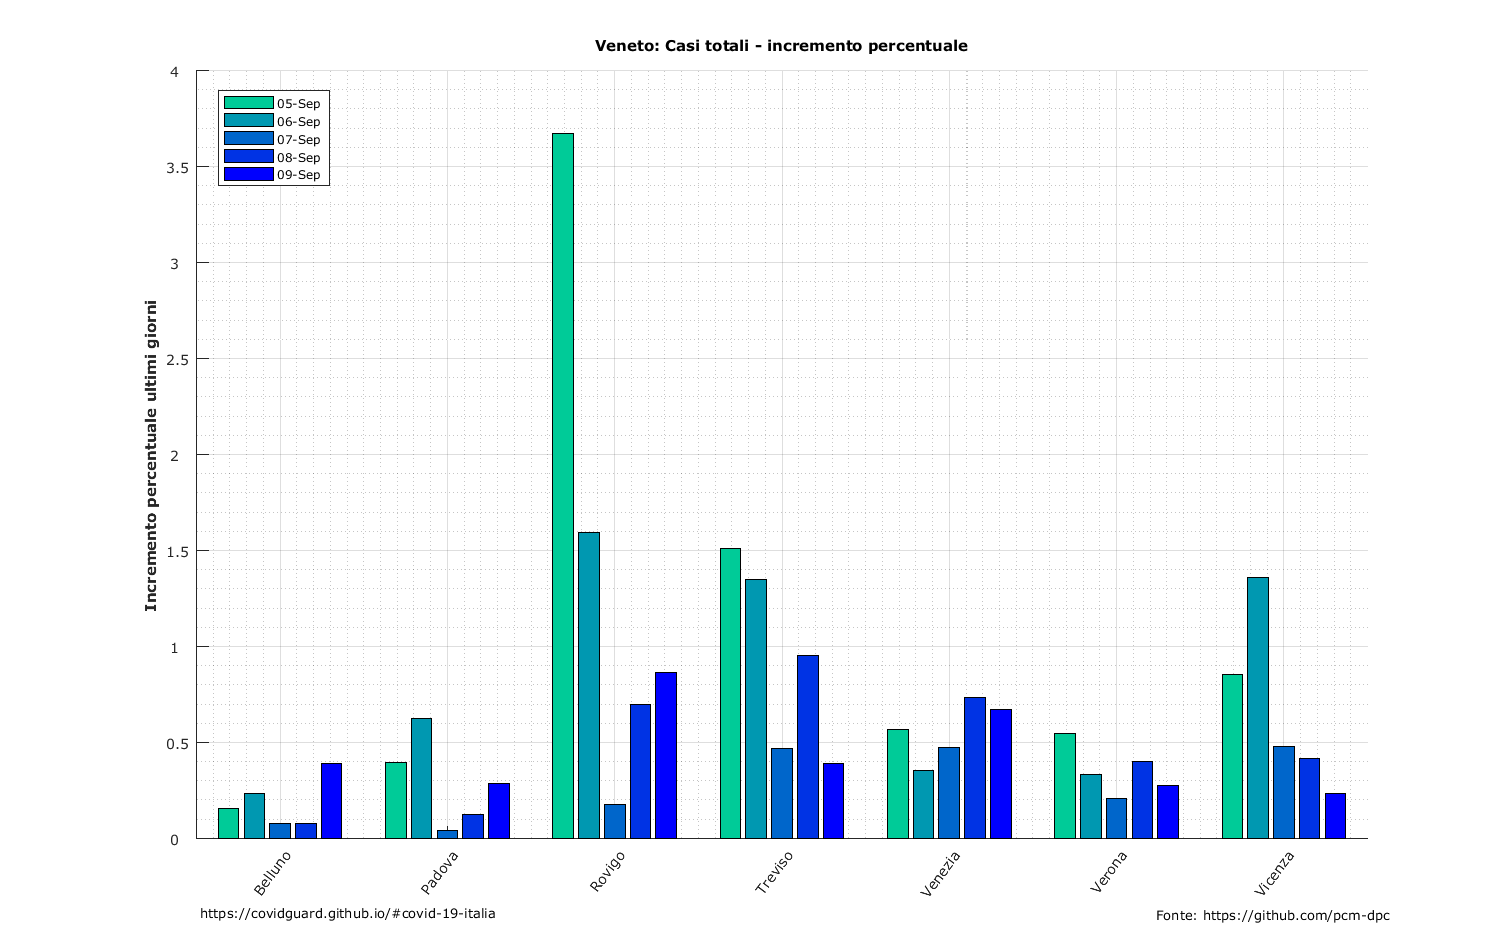 Veneto: Casi totali - incremento percentuale
Incremento percentuale ultimi giorni
4
3.5
3
2.5
2
1.5
1
0.5
0
05-Sep
06-Sep
07-Sep
08-Sep
09-Sep
Belluno
Padova
Rovigo
Treviso
Venezia
Verona
Vicenza
https://covidguard.github.io/#covid-19-italia
Fonte: https://github.com/pcm-dpc